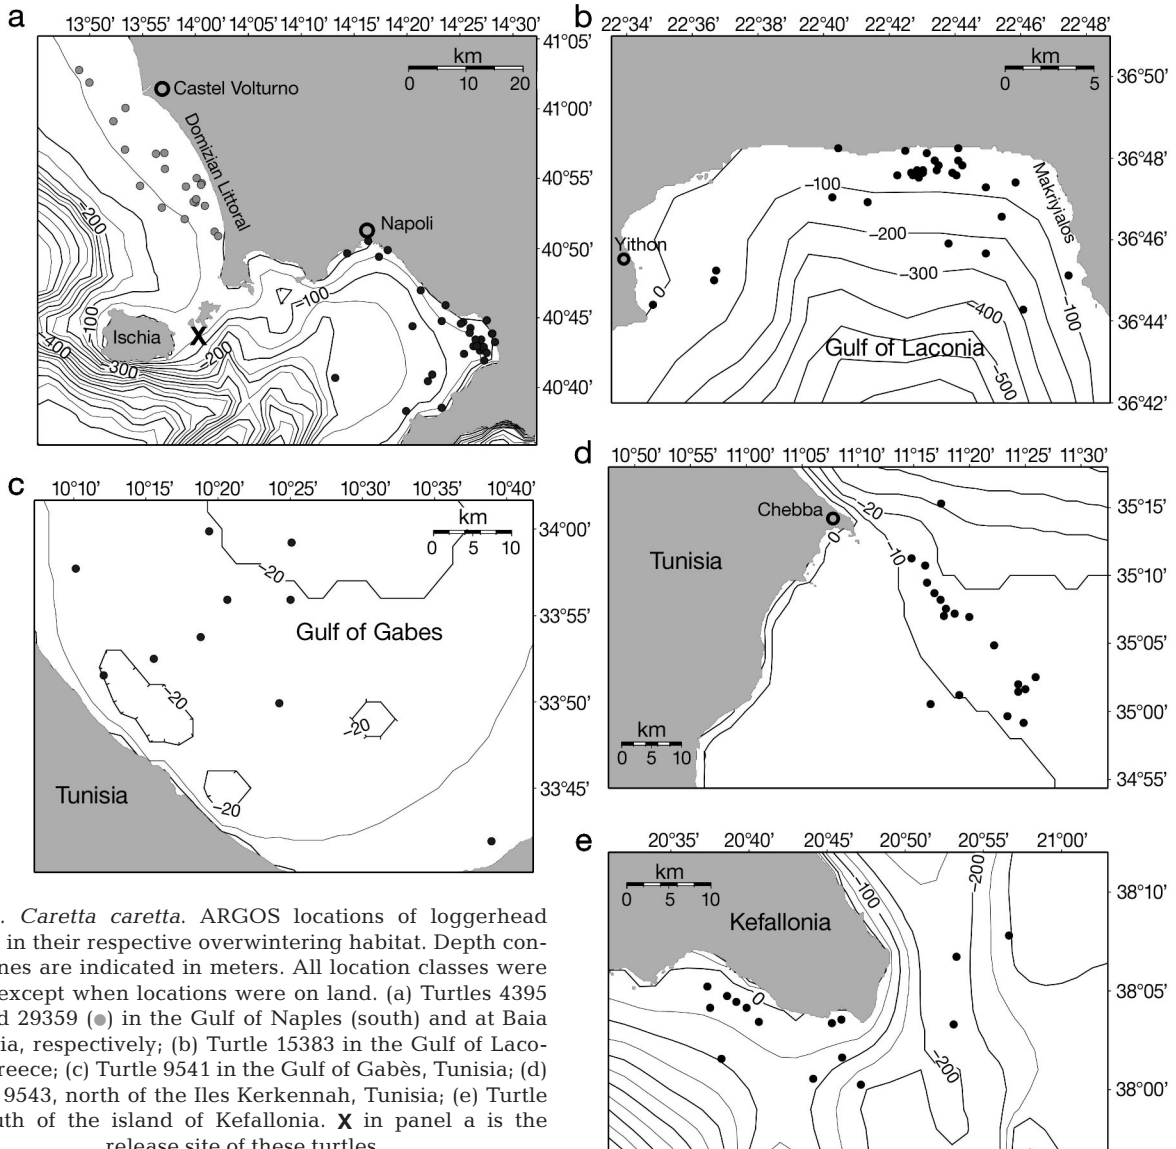 a
13°50' 13°55' 14°00' 14°05' 14°10' 14°15' 14°20' 14°25' 14°30'
41°05'
km
0 10 20
Castel Volturno
41°00'
Domizian Littoral
40°55'
–200
Napoli
40°50'
–100
–100
40°45'
Ischia
X
–200
400
–300
40°40'
b
22°34' 22°38' 22°40' 22°42' 22°44' 22°46' 22°48'
km
0 5
36°50'
36°48'
–100
Makriyialos
–200
36°46'
Yithon
–300
0
–400
–100
36°44'
Gulf of Laconia
–500
36°42'
c
10°10' 10°15' 10°20' 10°25' 10°30' 10°35' 10°40'
34°00'
km
0 5 10
–20
33°55'
Gulf of Gabes
–20
33°50'
–20
33°45'
Tunisia
–20
d
10°50' 10°55' 11°00' 11°05' 11°10' 11°15' 11°20' 11°25' 11°30'
Chebba
–20
35°15'
0
–10
Tunisia
35°10'
35°05'
35°00'
km
0 5 10
34°55'
e
20°35' 20°40' 20°45' 20°50' 20°55' 21°00'
km
0 5 10
–100
–200
38°10'
Kefallonia
0
38°05'
–200
38°00'
. Caretta caretta. ARGOS locations of loggerhead
in their respective overwintering habitat. Depth con-
nes are indicated in meters. All location classes were
except when locations were on land. (a) Turtles 4395
d 29359 (●) in the Gulf of Naples (south) and at Baia
ia, respectively; (b) Turtle 15383 in the Gulf of Laco-
reece; (c) Turtle 9541 in the Gulf of Gabès, Tunisia; (d)
9543, north of the Iles Kerkennah, Tunisia; (e) Turtle
uth of the island of Kefallonia. X in panel a is the
release site of these turtles